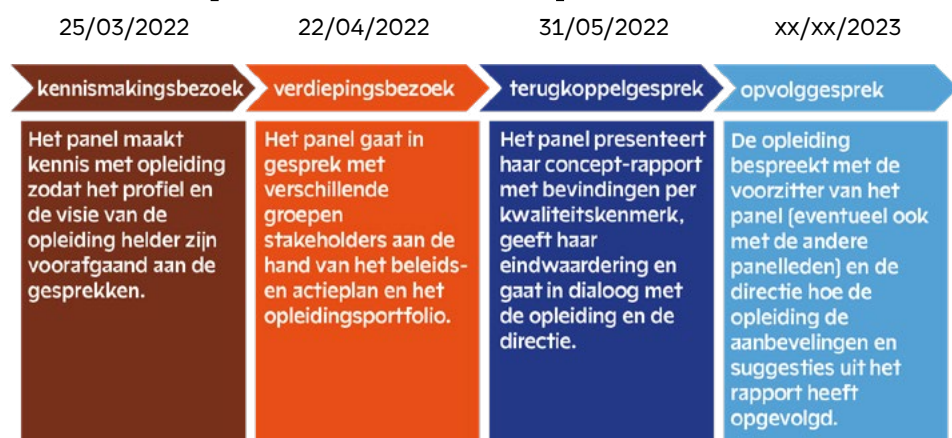 25/03/2022
22/04/2022
31/05/2022
xx/xx/2023
kennismakingsbezoek
verdiepingsbezoek
terugkoppelgesprek
opvolggesprek
Het panel maakt
kennis met opleiding
zodat het profiel en
de visie van de
opleiding helder zijn
voorafgaand aan de
gesprekken.
Het panel gaat in
gesprek met
verschillende
groepen
stakeholders aan de
hand van het beleids-
en actieplan en het
opleidingsportfolio.
Het panel presenteert
haar concept-rapport
met bevindingen per
kwaliteitskenmerk,
geeft haar
eindwaardering en
gaat in dialoog met
de opleiding en de
directie.
De opleiding
bespreekt met de
voorzitter van het
panel (eventueel ook
met de andere
panelleden) en de
directie hoe de
opleiding de
aanbevelingen en
suggesties uit het
rapport heeft
opgevolgd.